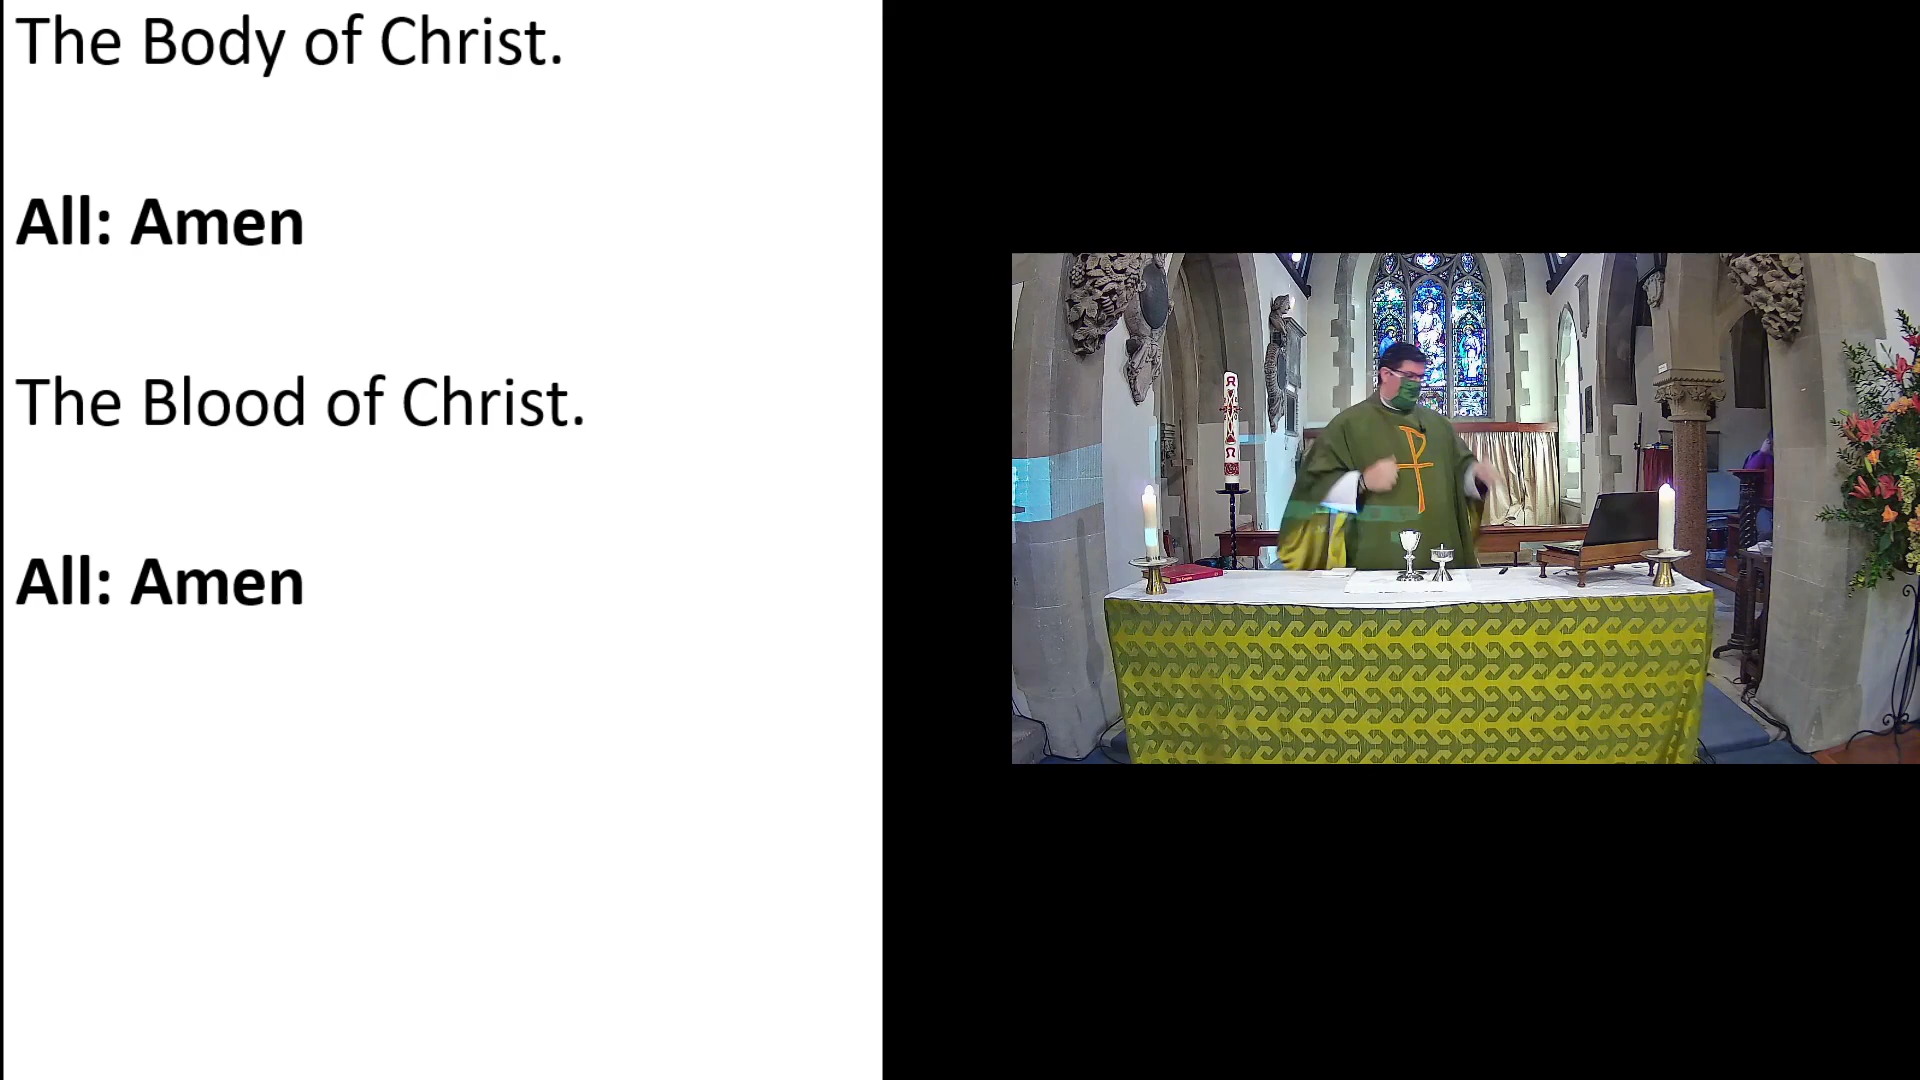 The Body of Christ.
All: Amen
The Blood of Christ.
All: Amen